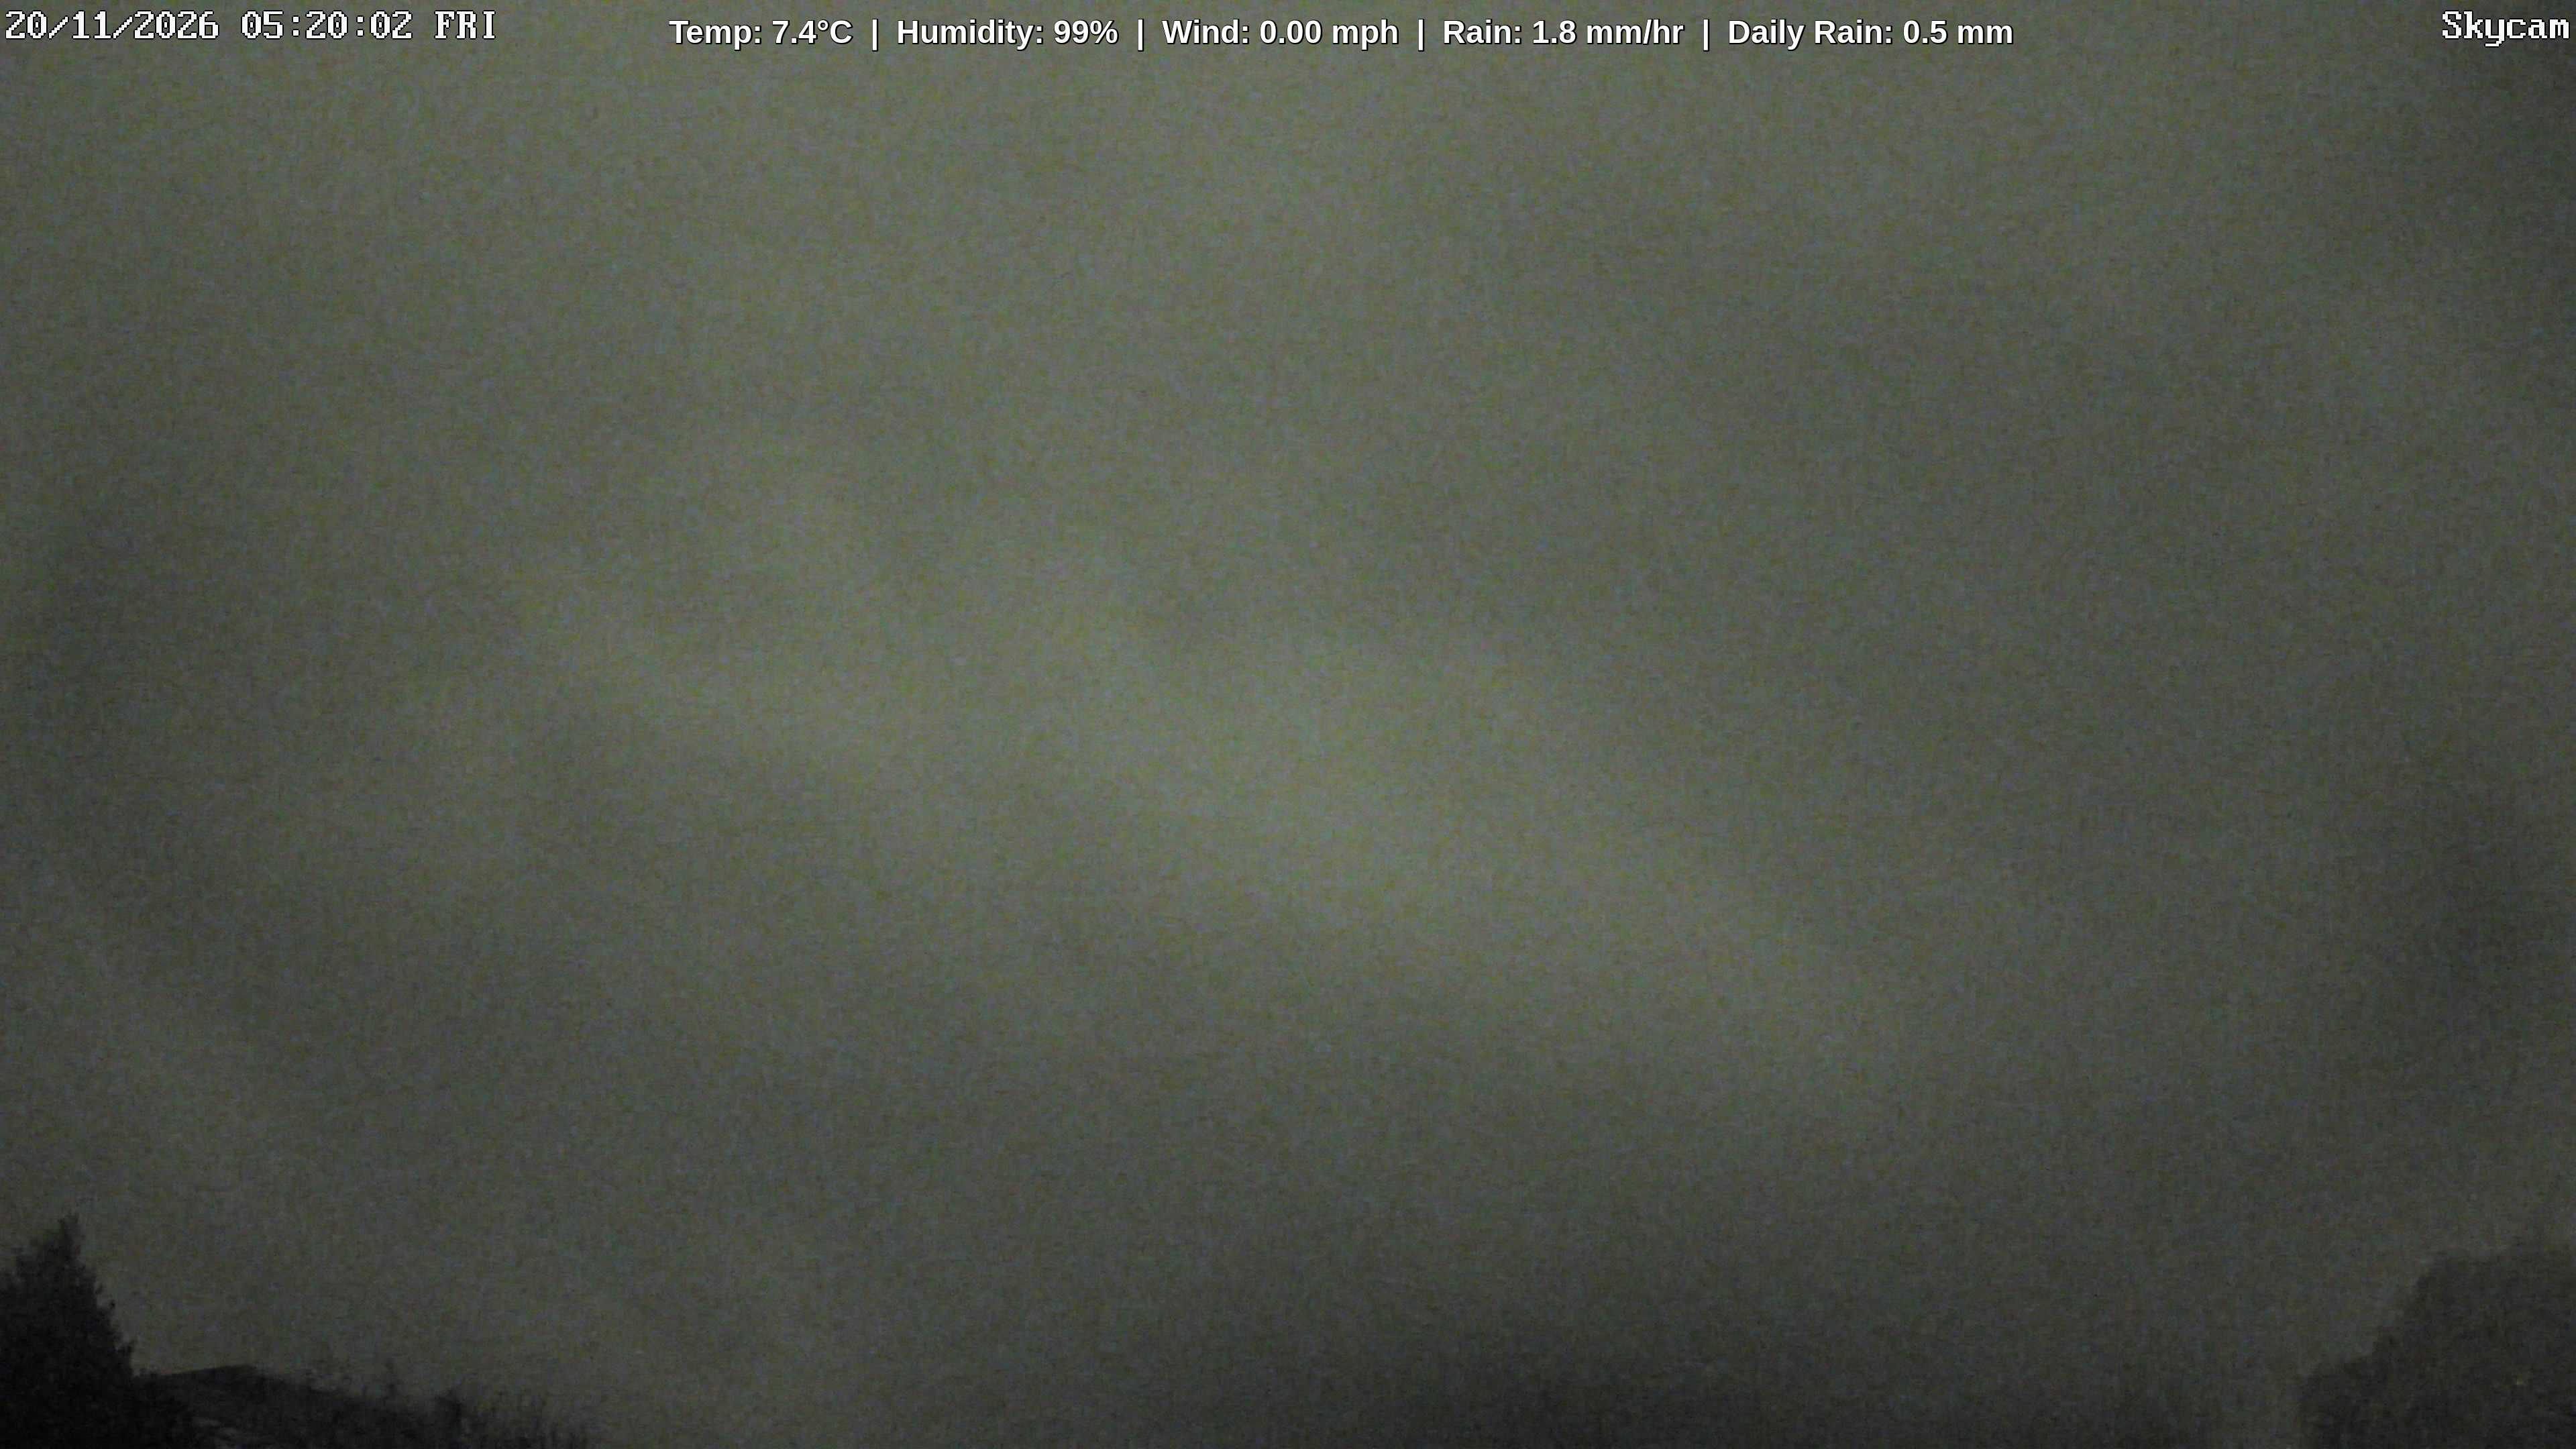 20/11/2026 05:20:02 FRI
Temp: 7.4°C | Humidity: 99% | Wind: 0.00 mph | Rain: 1.8 mm/hr | Daily Rain: 0.5 mm
Skycam